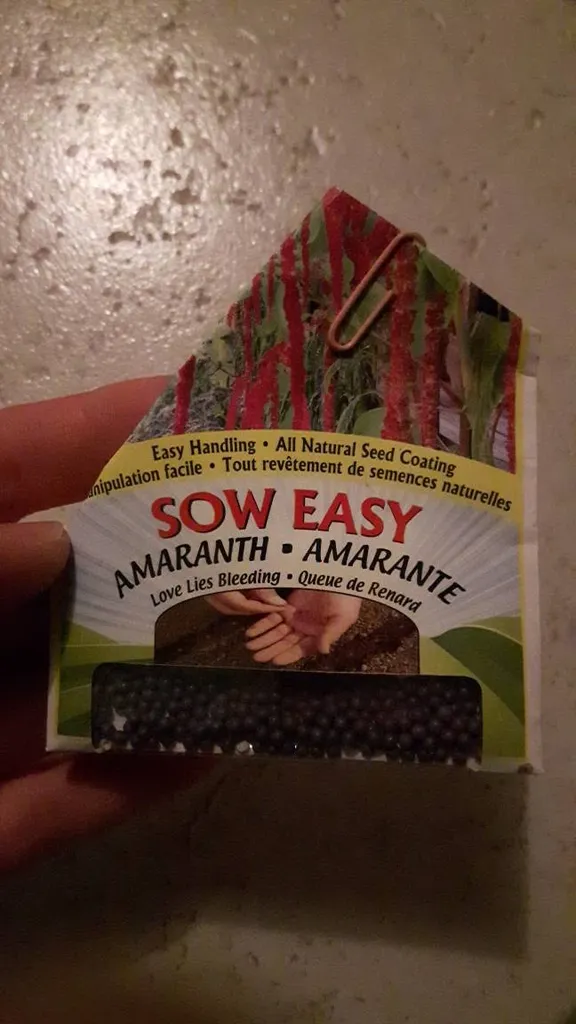 Easy Handling • All Natural Seed Coating
nipulation facile • Tout revêtement de semences naturelles
SOW EASY
AMARANTH • AMARANTE
Love Lies Bleeding • Queue de Renard